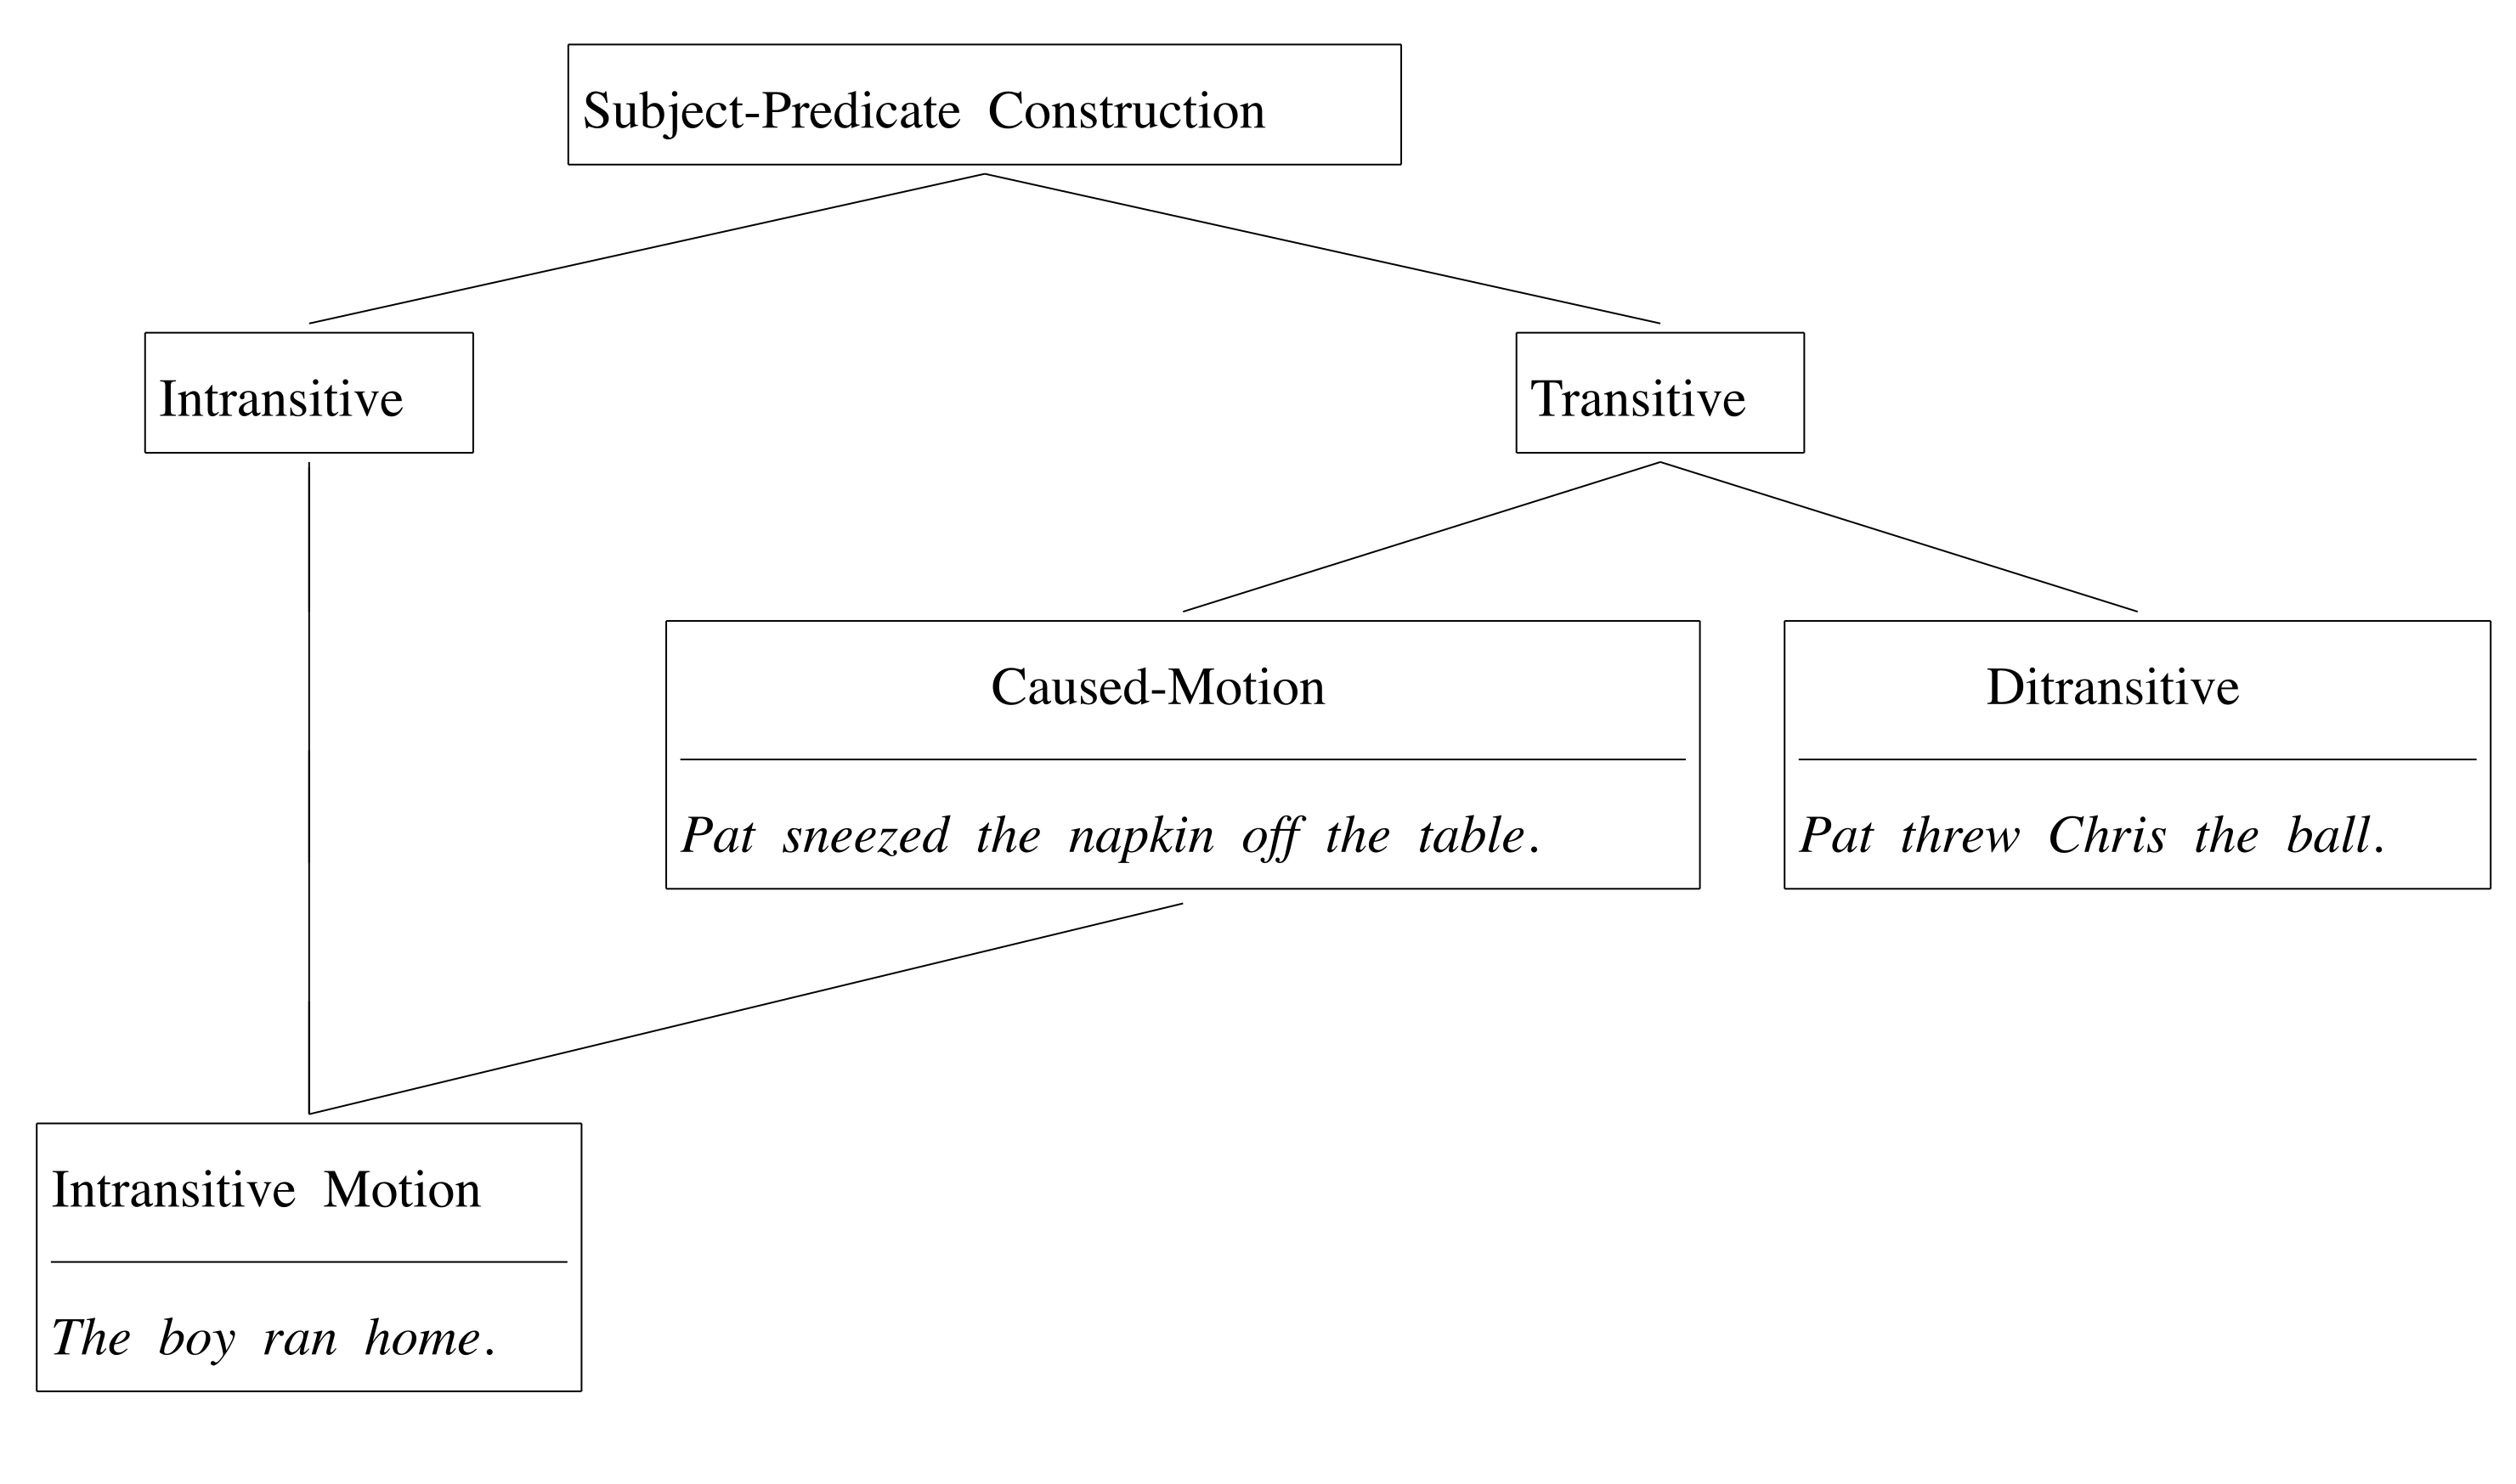 Subject-Predicate Construction
Intransitive
Transitive
Caused-Motion
Pat sneezed the napkin off the table.
Ditransitive
Pat threw Chris the ball.
Intransitive Motion
The boy ran home.